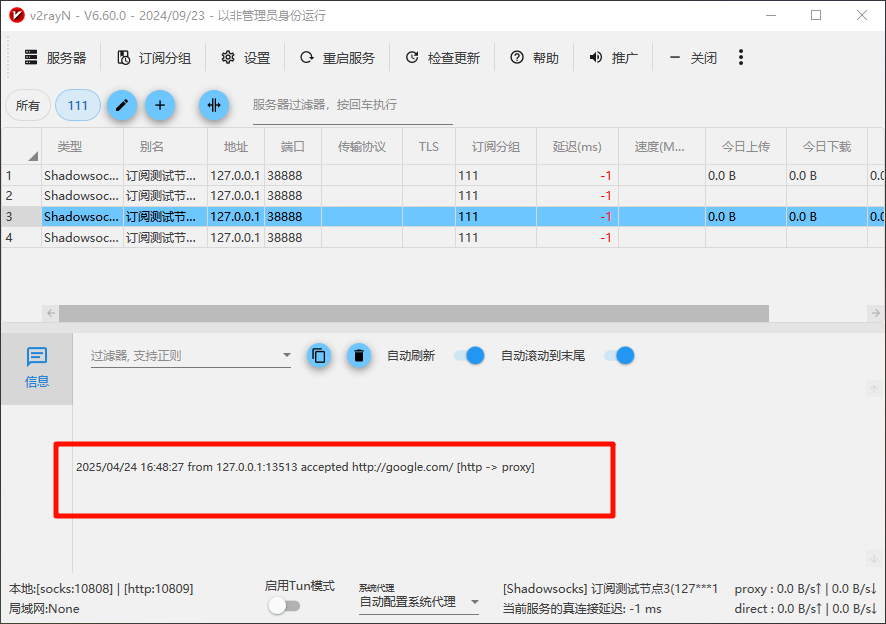 v2rayN - V6.60.0 - 2024/09/23 - 以非管理员身份运行
服务器 订阅分组 设置 重启服务 检查更新 帮助 推广 关闭
所有 111 服务器过滤器，按回车执行
类型 别名 地址 端口 传输协议 TLS 订阅分组 延迟(ms) 速度(M... 今日上传 今日下载
1 Shadowsoc... 订阅测试节... 127.0.0.1 38888 111 -1 0.0 B 0.0 B 0.0
2 Shadowsoc... 订阅测试节... 127.0.0.1 38888 111 -1
3 Shadowsoc... 订阅测试节... 127.0.0.1 38888 111 -1 0.0 B 0.0 B 0.0
4 Shadowsoc... 订阅测试节... 127.0.0.1 38888 111 -1
信息
过滤器, 支持正则 自动刷新 自动滚动到末尾
2025/04/24 16:48:27 from 127.0.0.1:13513 accepted http://google.com/ [http -> proxy]
本地:[socks:10808] | [http:10809]
局域网:None
启用Tun模式
系统代理
自动配置系统代理
[Shadowsocks] 订阅测试节点3(127***1
当前服务的真连接延迟: -1 ms
proxy : 0.0 B/s↑ | 0.0 B/s↓
direct : 0.0 B/s↑ | 0.0 B/s↓